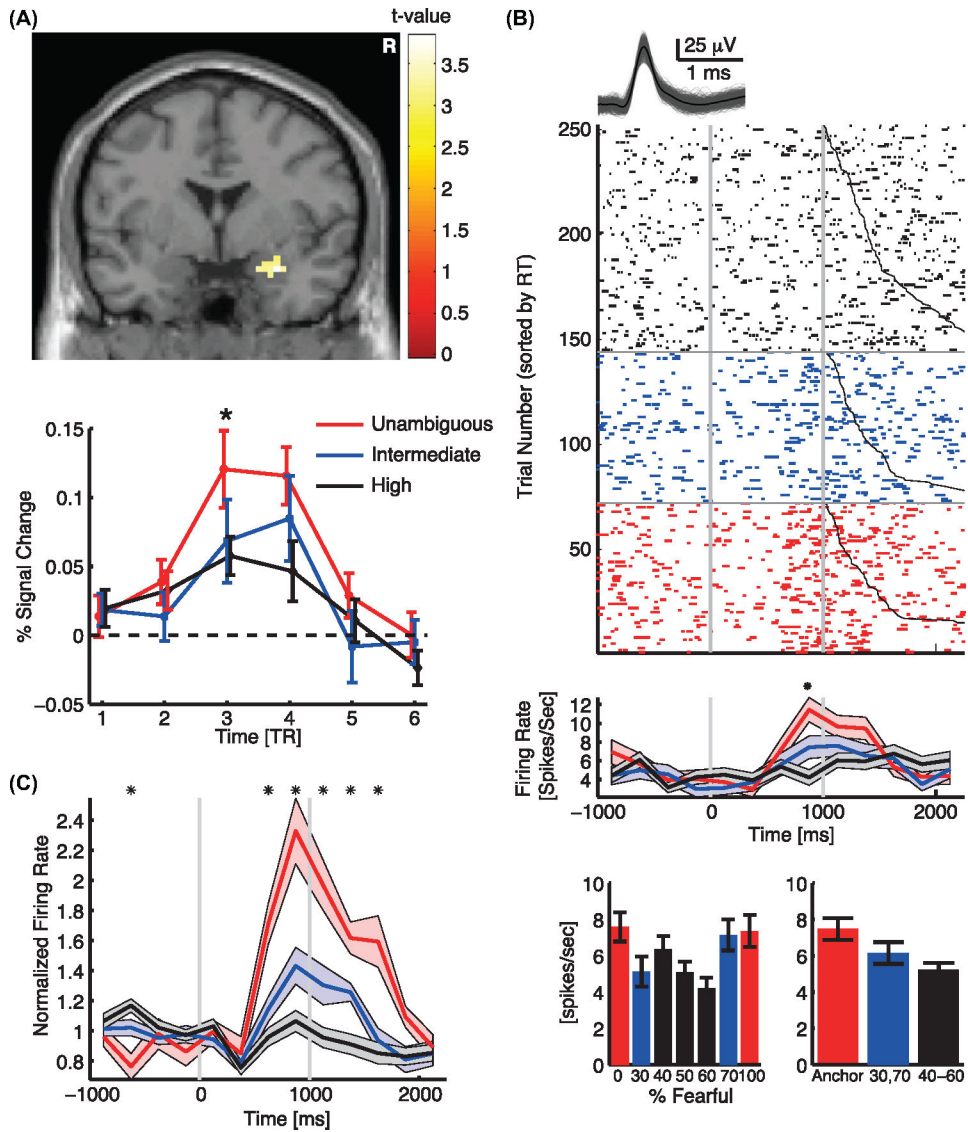 (A)
t-value
R
3.5
3
2.5
2
1.5
1
0.5
0
*
0.15
0.1
0.05
0
−0.05
% Signal Change
Unambiguous
Intermediate
High
1 2 3 4 5 6
Time [TR]
(B)
25 µV
1 ms
250
200
150
100
50
Trial Number (sorted by RT)
*
12
10
8
6
4
Firing Rate
[Spikes/Sec]
−1000 0 1000 2000
Time [ms]
10
8
6
4
2
0
[spikes/sec]
0 30 40 50 60 70 100
% Fearful
10
8
6
4
2
0
Anchor 30,70 40−60
(C)
* * * * * *
2.4
2.2
2
1.8
1.6
1.4
1.2
1
0.8
Normalized Firing Rate
−1000 0 1000 2000
Time [ms]